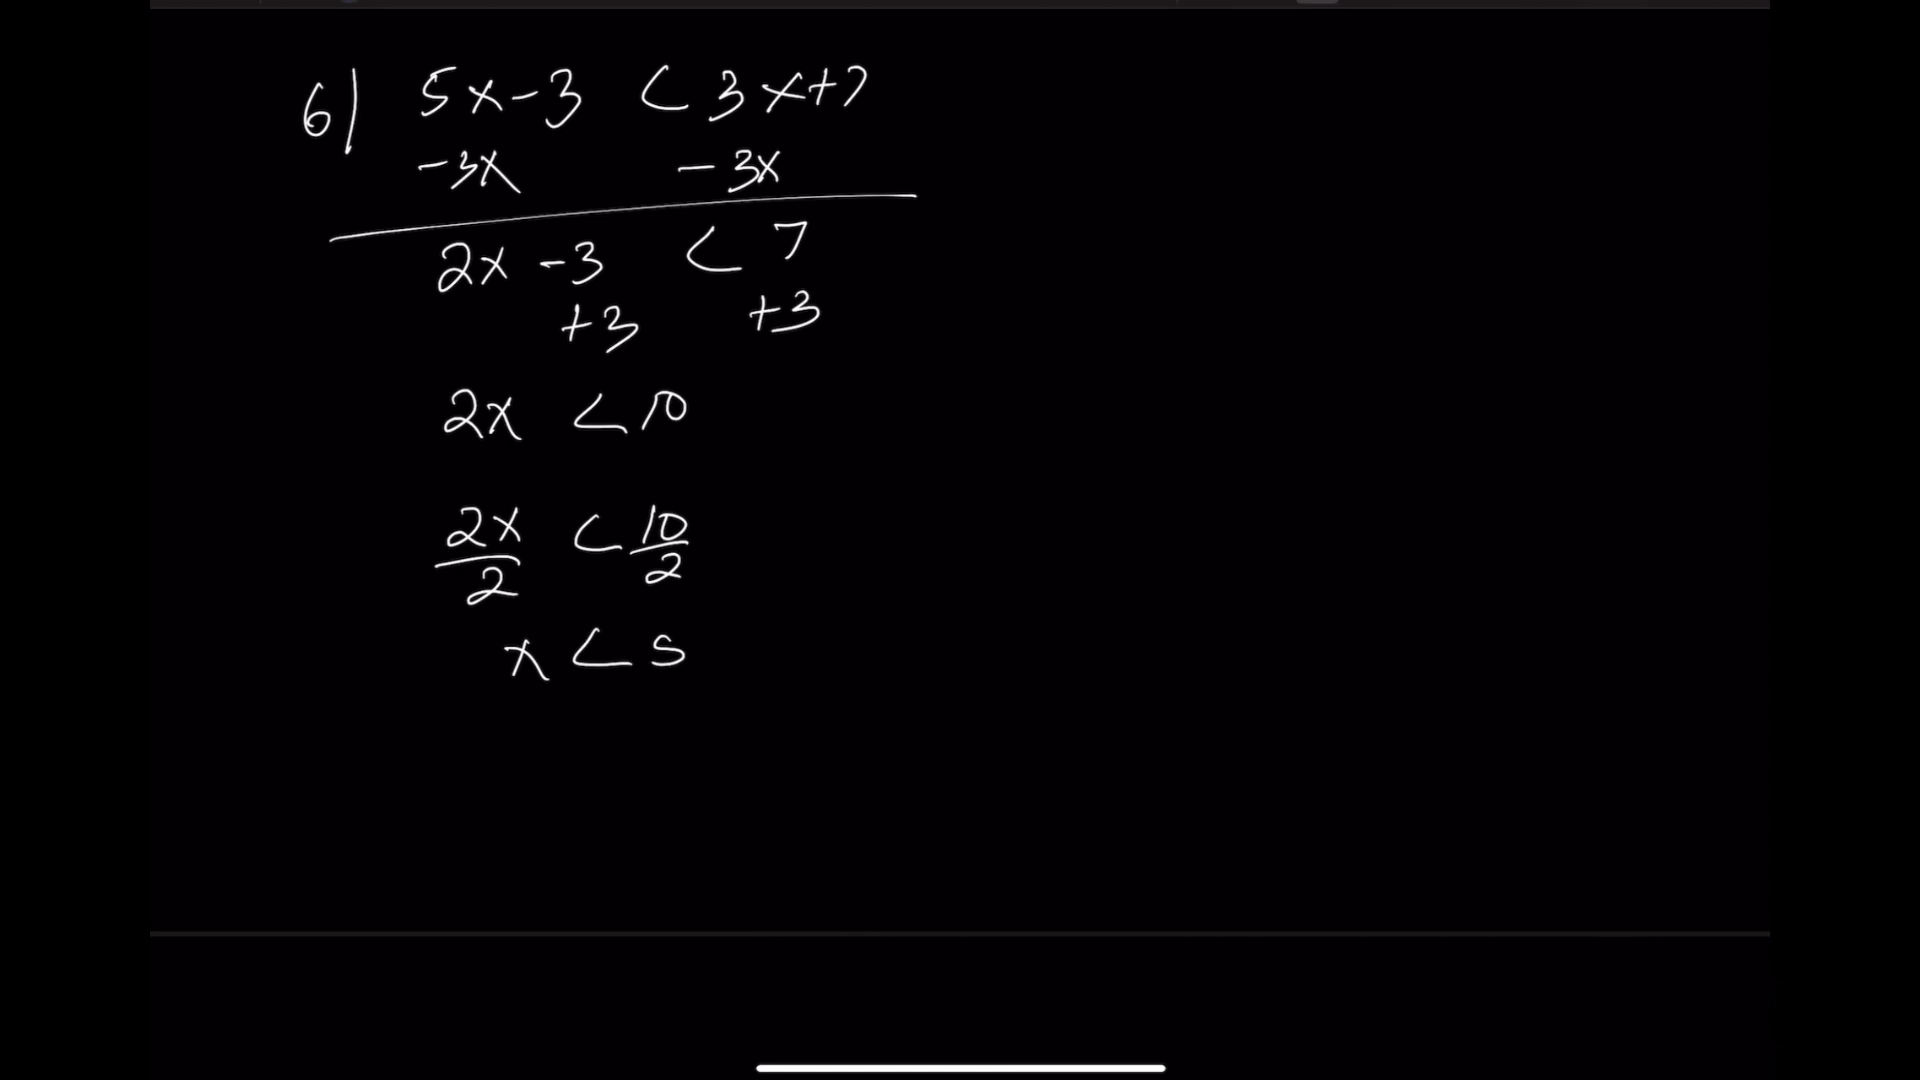 6) 5x-3 < 3x+7
-3x -3x
2x -3 < 7
+3 +3
2x < 10
2x/2 < 10/2
x < 5